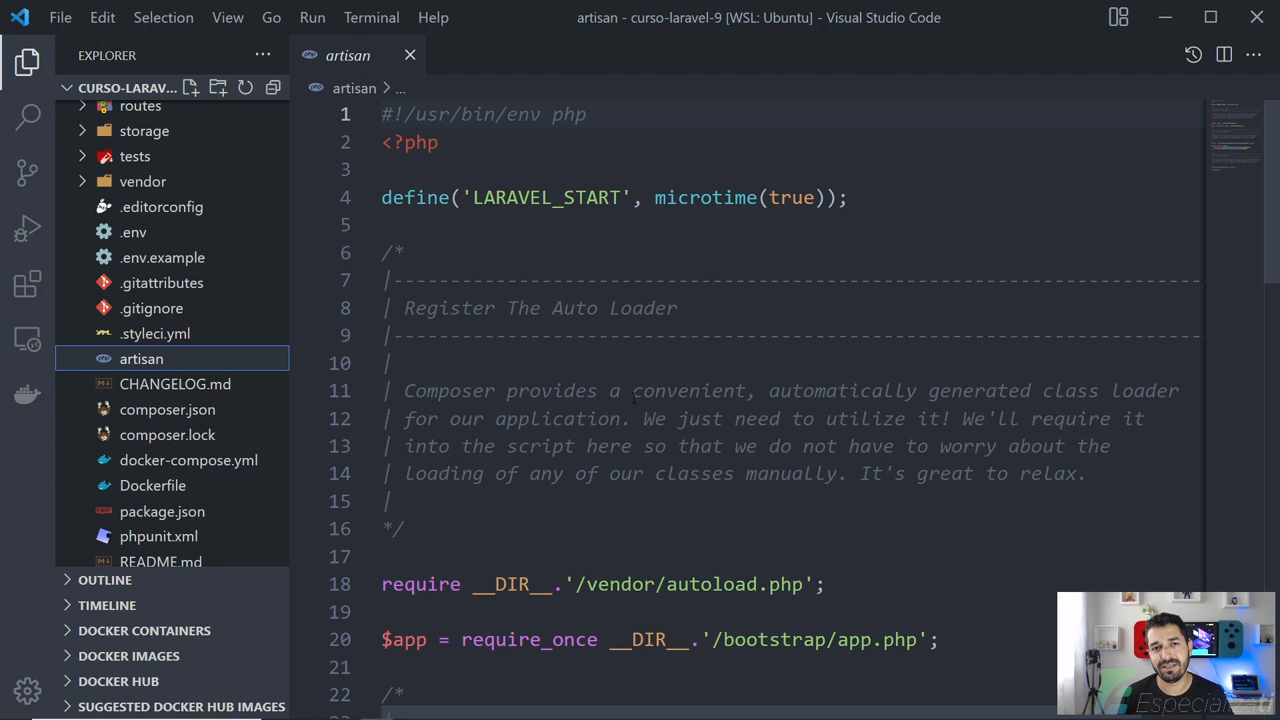 File Edit Selection View Go Run Terminal Help
artisan - curso-laravel-9 [WSL: Ubuntu] - Visual Studio Code
EXPLORER
CURSO-LARAV...
routes
storage
tests
vendor
.editorconfig
.env
.env.example
.gitattributes
.gitignore
.styleci.yml
artisan
CHANGELOG.md
composer.json
composer.lock
docker-compose.yml
Dockerfile
package.json
phpunit.xml
README.md
OUTLINE
TIMELINE
DOCKER CONTAINERS
DOCKER IMAGES
DOCKER HUB
SUGGESTED DOCKER HUB IMAGES
artisan
artisan > ...
1 #!/usr/bin/env php
2 <?php
3
4 define('LARAVEL_START', microtime(true));
5
6 /*
7 |--------------------------------------------------------------------------
8 | Register The Auto Loader
9 |--------------------------------------------------------------------------
10 |
11 | Composer provides a convenient, automatically generated class loader
12 | for our application. We just need to utilize it! We'll require it
13 | into the script here so that we do not have to worry about the
14 | loading of any of our classes manually. It's great to relax.
15 |
16 */
17
18 require __DIR__.'/vendor/autoload.php';
19
20 $app = require_once __DIR__.'/bootstrap/app.php';
21
22 /*
Especializati